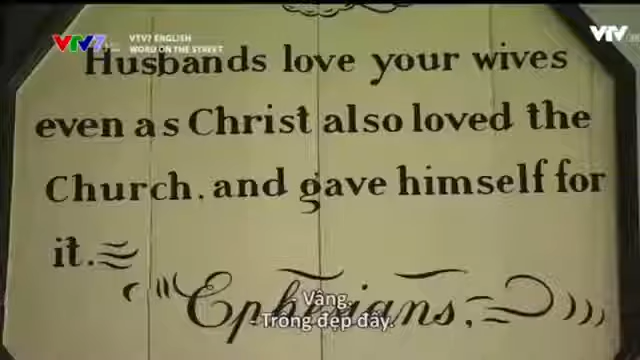 VTV7
VTV7 ENGLISH
WORD ON THE STREET
VTV
Husbands love your wives
even as Christ also loved the
Church. and gave himself for
it.
Ephesians.
- Vâng.
- Trông đẹp đấy.